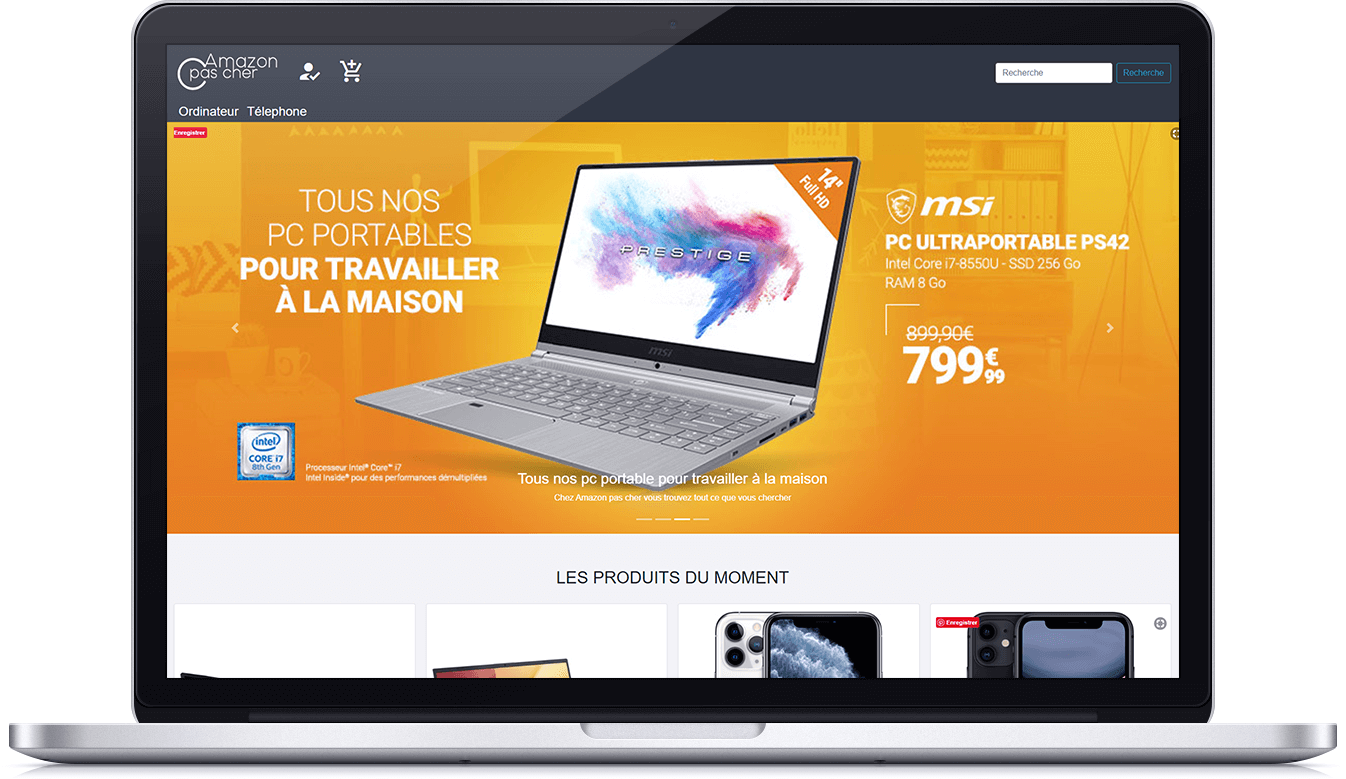 Amazon
pas cher
Recherche
Recherche
Ordinateur Télephone
Enregistrer
TOUS NOS
PC PORTABLES
POUR TRAVAILLER
À LA MAISON
14"
Full HD
PRESTIGE
msi
msi
PC ULTRAPORTABLE PS42
Intel Core i7-8550U - SSD 256 Go
RAM 8 Go
899,90€
799€99
intel
CORE i7
8th Gen
Processeur Intel® Core™ i7
Intel Inside® pour des performances démultipliées
Tous nos pc portable pour travailler à la maison
Chez Amazon pas cher vous trouvez tout ce que vous chercher
LES PRODUITS DU MOMENT
Enregistrer